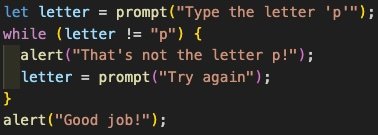 let letter = prompt("Type the letter 'p'");
while (letter != "p") {
  alert("That's not the letter p!");
  letter = prompt("Try again");
}
alert("Good job!");